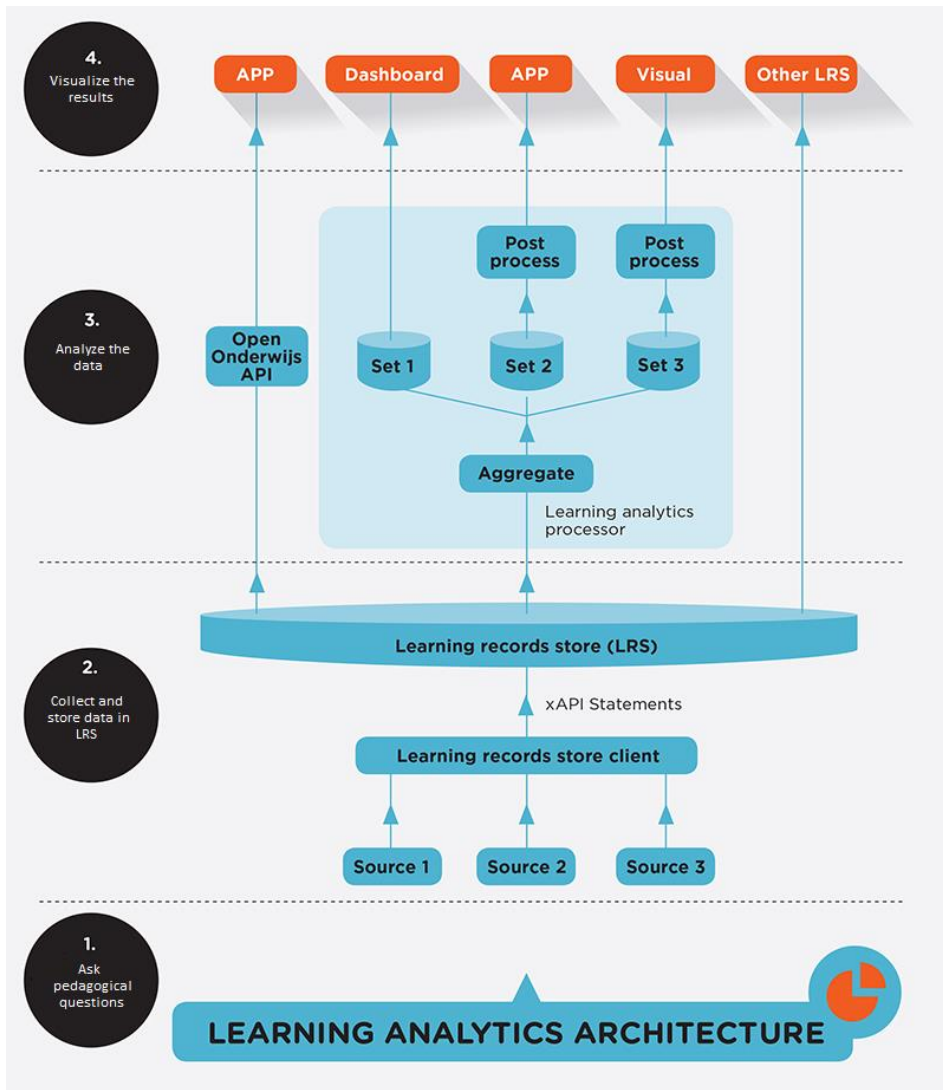 4.
Visualize the
results
APP
Dashboard
APP
Visual
Other LRS
3.
Analyze the
data
Open
Onderwijs
API
Post
process
Post
process
Set 1
Set 2
Set 3
Aggregate
Learning analytics
processor
2.
Collect and
store data in
LRS
Learning records store (LRS)
xAPI Statements
Learning records store client
Source 1
Source 2
Source 3
1.
Ask
pedagogical
questions
LEARNING ANALYTICS ARCHITECTURE